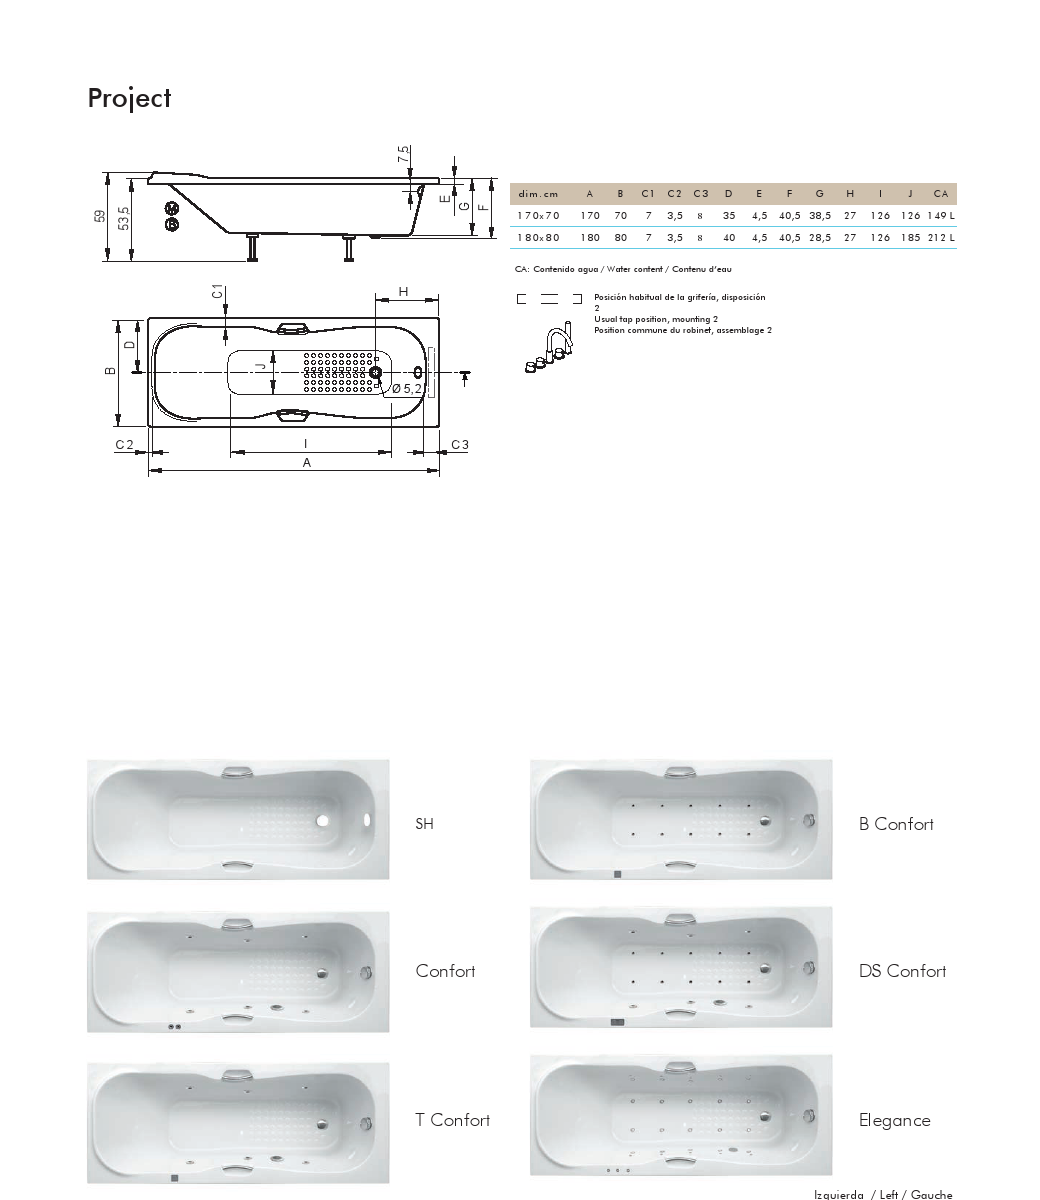 Project
7,5
59
53,5
E
G
F
dim.cm A B C1 C2 C3 D E F G H I J CA
170x70 170 70 7 3,5 8 35 4,5 40,5 38,5 27 126 126 149 L
180x80 180 80 7 3,5 8 40 4,5 40,5 28,5 27 126 185 212 L
CA: Contenido agua / Water content / Contenu d'eau
C1
H
Posición habitual de la grifería, disposición
2
Usual tap position, mounting 2
Position commune du robinet, assemblage 2
B
D
J
Ø 5,2
C2
I
C3
A
SH
B Confort
Confort
DS Confort
T Confort
Elegance
Izquierda / Left / Gauche